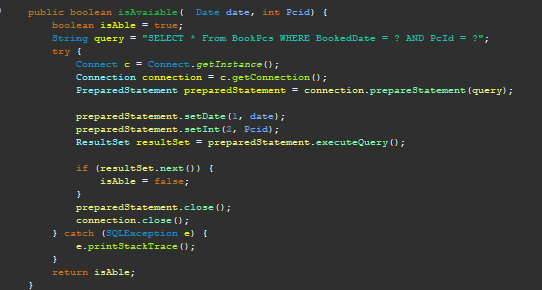 public boolean isAvaiable(  Date date, int Pcid) {
boolean isAble = true;
String query = "SELECT * From BookPcs WHERE BookedDate = ? AND PcId = ?";
try {
Connect c = Connect.getInstance();
Connection connection = c.getConnection();
PreparedStatement preparedStatement = connection.prepareStatement(query);
preparedStatement.setDate(1, date);
preparedStatement.setInt(2, Pcid);
ResultSet resultSet = preparedStatement.executeQuery();
if (resultSet.next()) {
isAble = false;
}
preparedStatement.close();
connection.close();
} catch (SQLException e) {
e.printStackTrace();
}
return isAble;
}